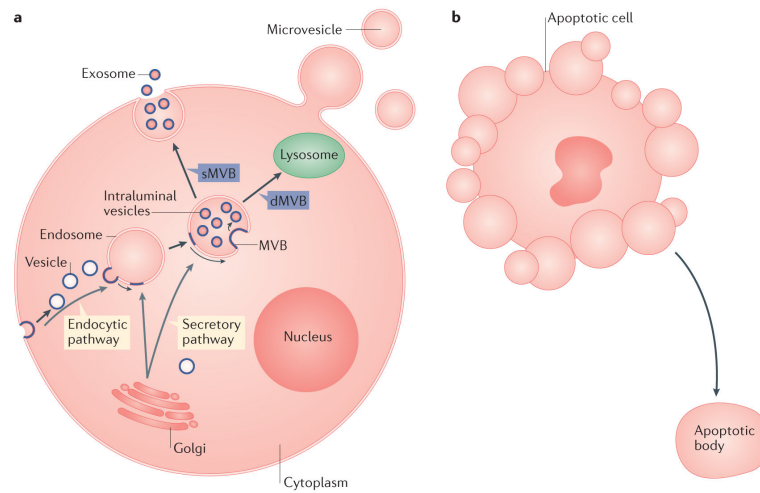 a
b
Microvesicle
Apoptotic cell
Exosome
Lysosome
sMVB
dMVB
Intraluminal
vesicles
Endosome
MVB
Vesicle
Endocytic
pathway
Secretory
pathway
Nucleus
Golgi
Cytoplasm
Apoptotic
body